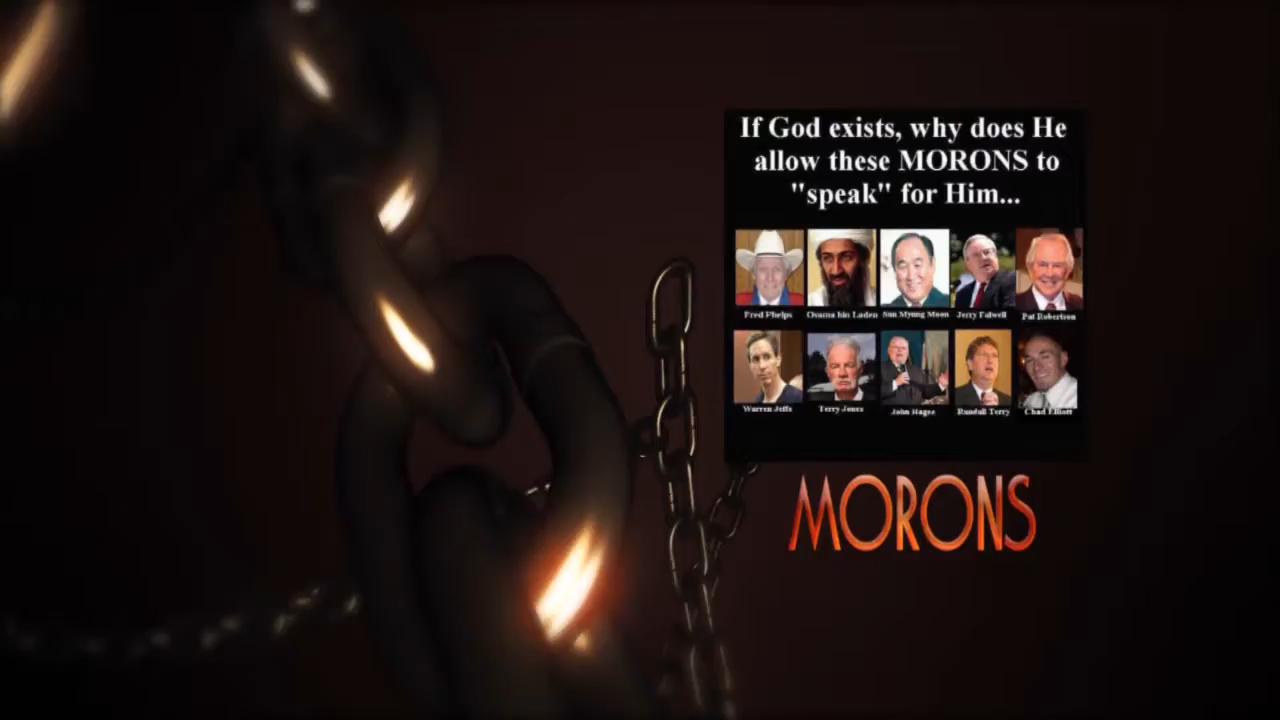 If God exists, why does He
allow these MORONS to
"speak" for Him...
Fred Phelps Osama bin Laden Sun Myung Moon Jerry Falwell Pat Robertson
Warren Jeffs Terry Jones John Hagee Randall Terry Chad Elliott
MORONS